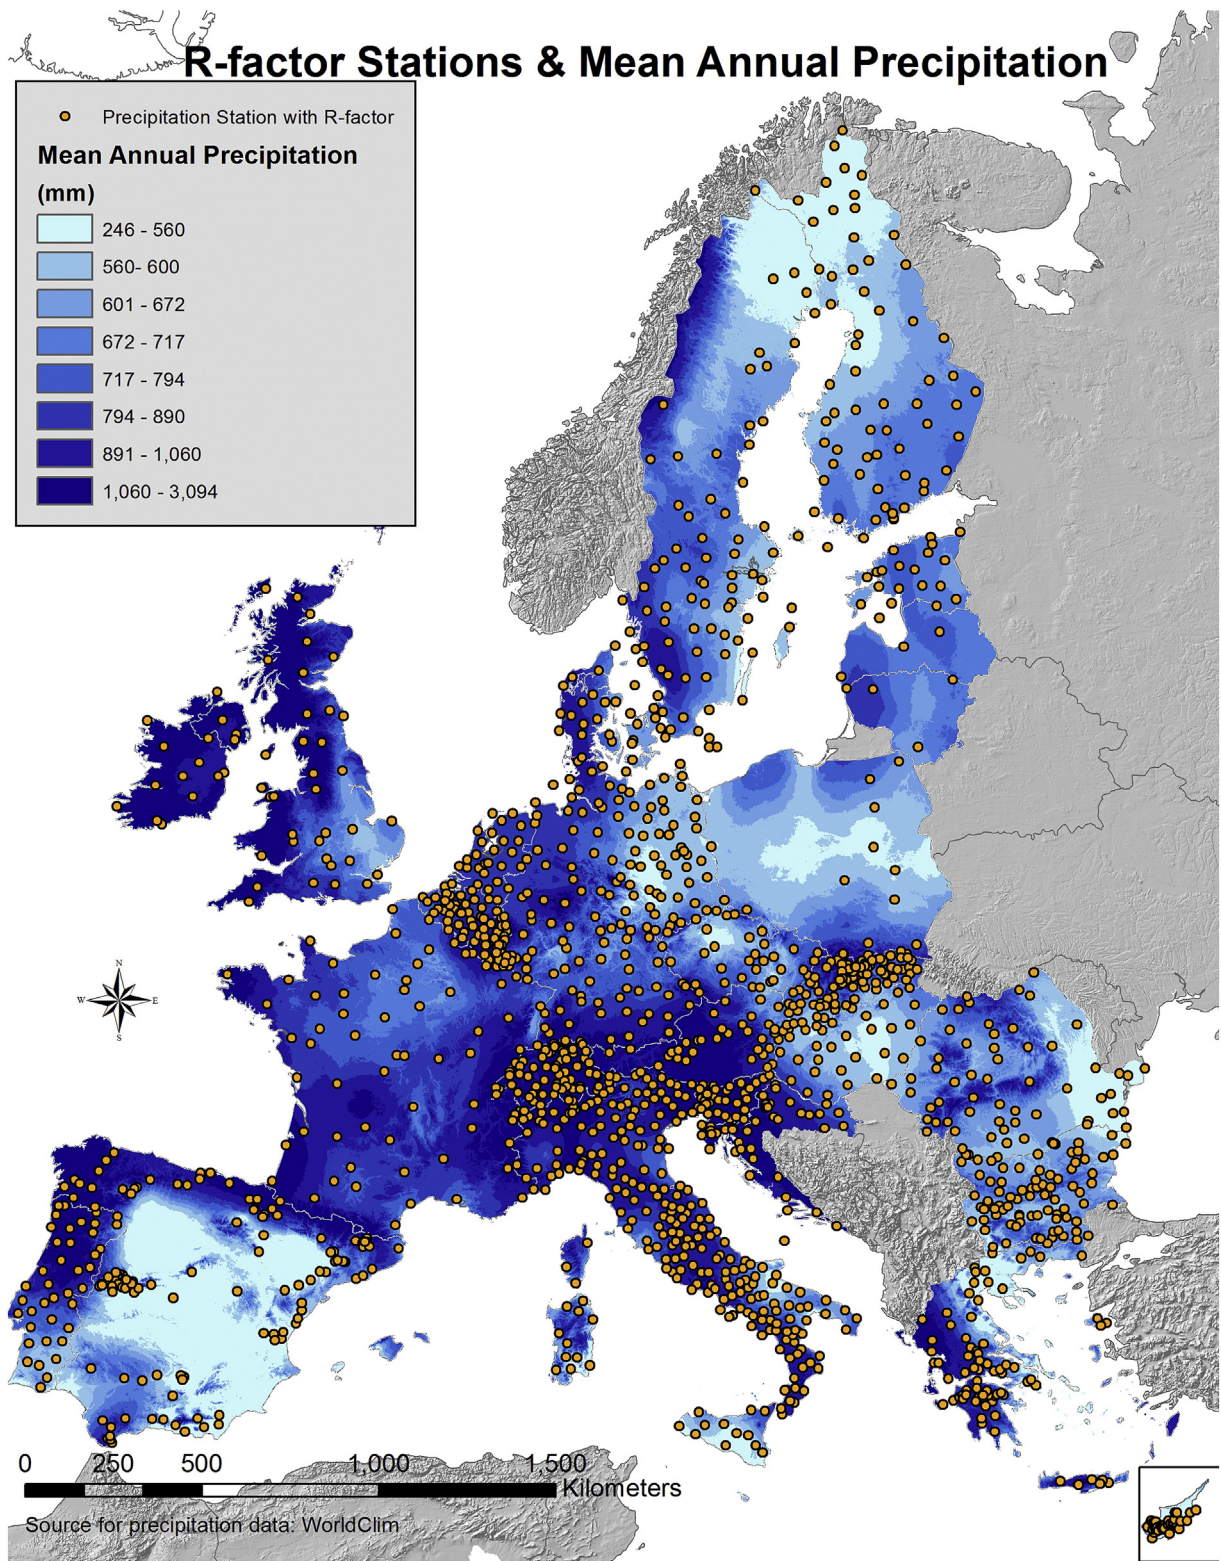 R-factor Stations & Mean Annual Precipitation
Precipitation Station with R-factor
Mean Annual Precipitation
(mm)
246 - 560
560- 600
601 - 672
672 - 717
717 - 794
794 - 890
891 - 1,060
1,060 - 3,094
N
W
E
S
0 250 500 1,000 1,500
Kilometers
Source for precipitation data: WorldClim